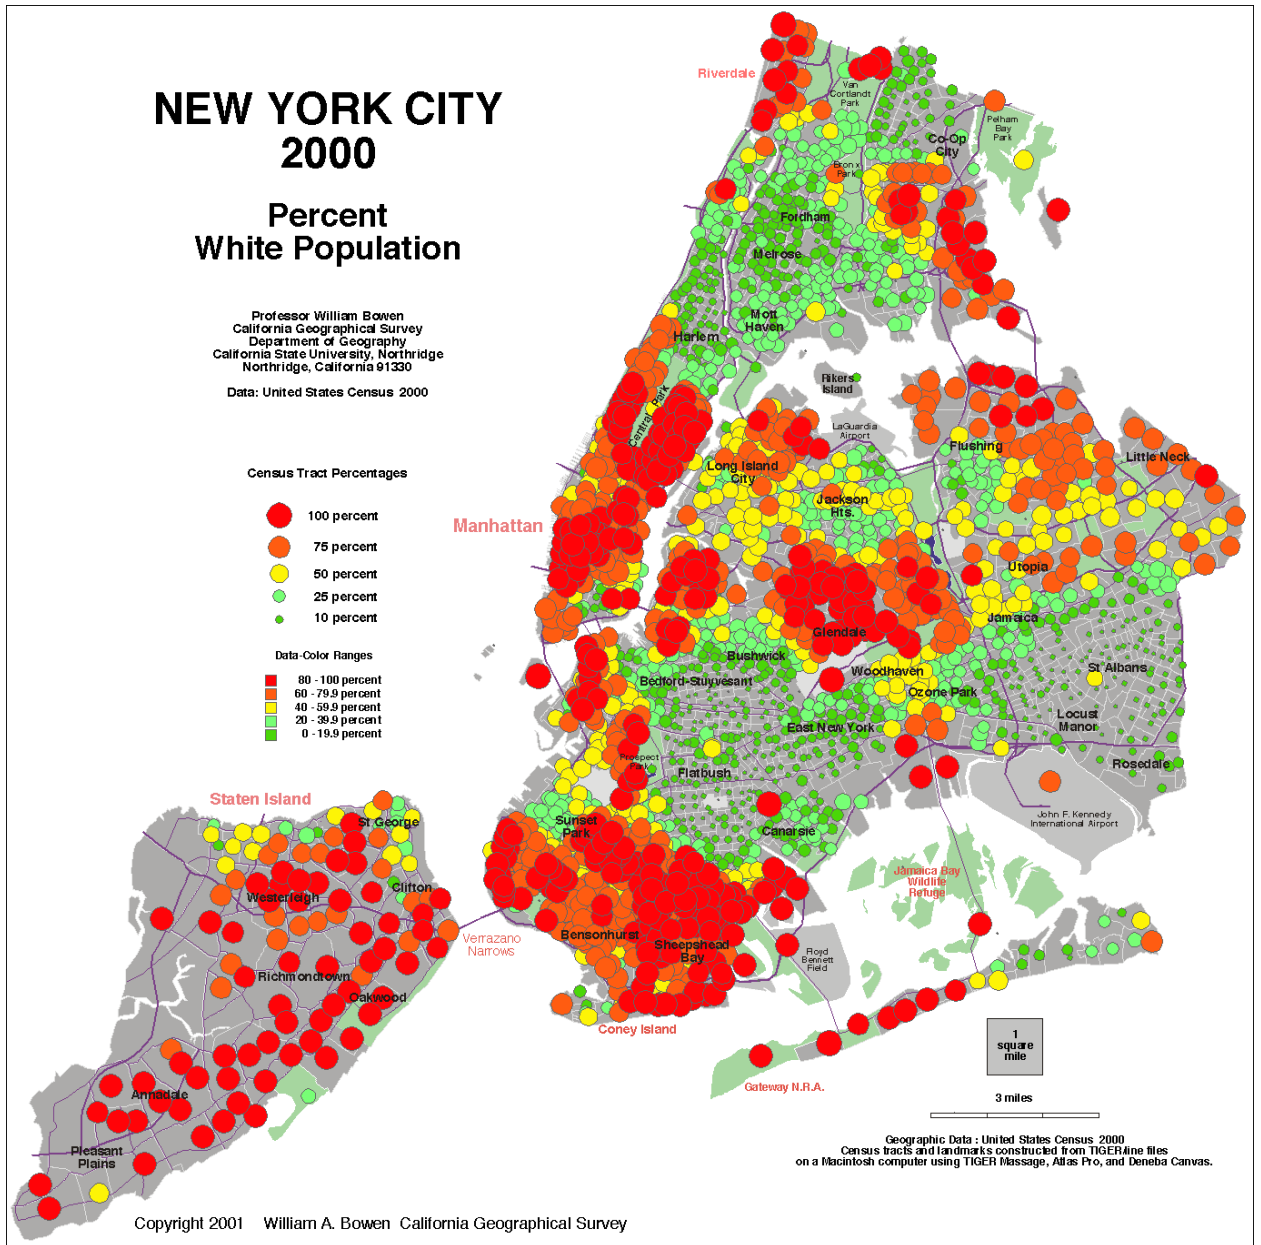 NEW YORK CITY
2000
Percent
White Population
Professor William Bowen
California Geographical Survey
Department of Geography
California State University, Northridge
Northridge, California 91330
Data: United States Census 2000
Census Tract Percentages
100 percent
75 percent
50 percent
25 percent
10 percent
Data-Color Ranges
80 - 100 percent
60 - 79.9 percent
40 - 59.9 percent
20 - 39.9 percent
0 - 19.9 percent
Riverdale
Van
Cortlandt
Park
Pelham
Bay
Park
Co-Op
City
Bronx
Park
Fordham
Melrose
Mott
Haven
Harlem
Central Park
Rikers
Island
LaGuardia
Airport
Flushing
Little Neck
Long Island
City
Jackson
Hts.
Manhattan
Utopia
Jamaica
Glendale
Bushwick
Bedford-Stuyvesant
Woodhaven
Ozone Park
St Albans
Locust
Manor
East New York
Rosedale
Prospect
Park
Flatbush
John F. Kennedy
International Airport
Canarsie
Sunset
Park
Staten Island
St George
Westerleigh
Clifton
Jamaica Bay
Wildlife
Refuge
Verrazano
Narrows
Bensonhurst
Sheepshead
Bay
Floyd
Bennett
Field
Richmondtown
Oakwood
Coney Island
Gateway N.R.A.
Annadale
Pleasant
Plains
1
square
mile
3 miles
Geographic Data : United States Census 2000
Census tracts and landmarks constructed from TIGER/line files
on a Macintosh computer using TIGER Massage, Atlas Pro, and Deneba Canvas.
Copyright 2001 William A. Bowen California Geographical Survey